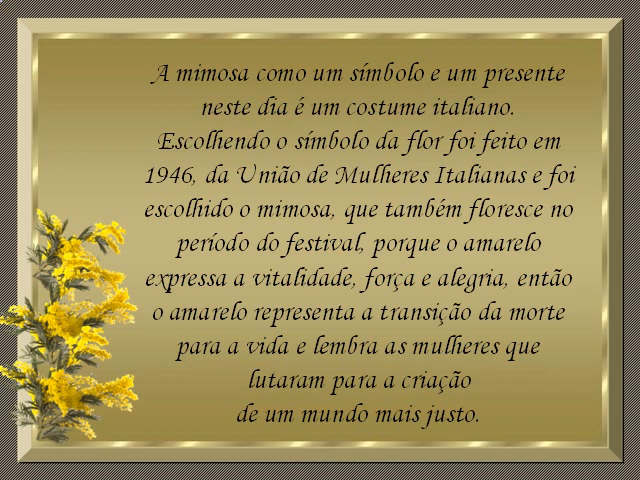 A mimosa como um símbolo e um presente
neste dia é um costume italiano.
Escolhendo o símbolo da flor foi feito em
1946, da União de Mulheres Italianas e foi
escolhido o mimosa, que também floresce no
período do festival, porque o amarelo
expressa a vitalidade, força e alegria, então
o amarelo representa a transição da morte
para a vida e lembra as mulheres que
lutaram para a criação
de um mundo mais justo.